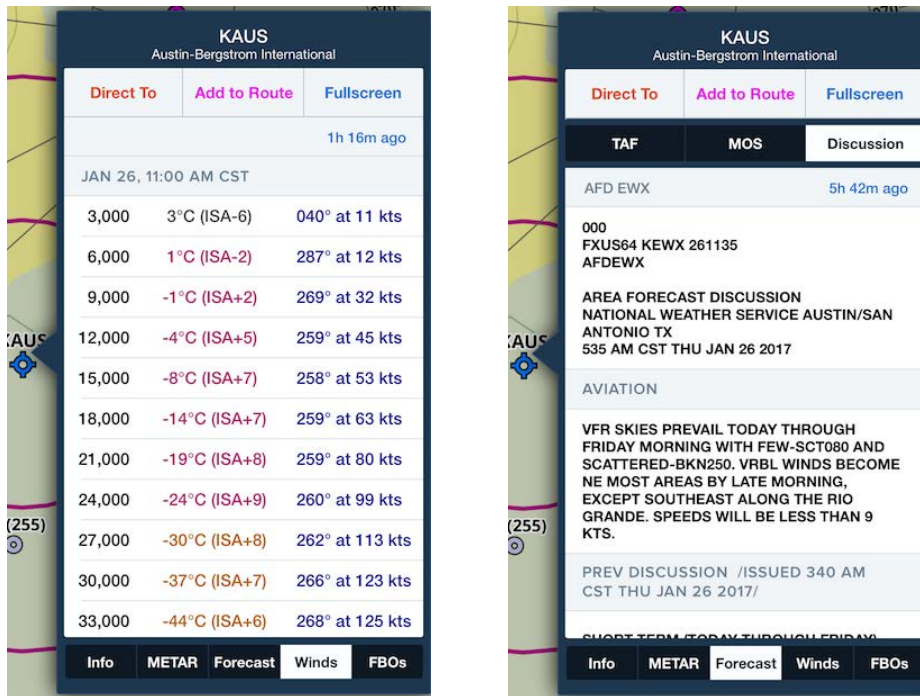 KAUS
Austin-Bergstrom International
Direct To Add to Route Fullscreen
1h 16m ago
JAN 26, 11:00 AM CST
3,000 3°C (ISA-6) 040° at 11 kts
6,000 1°C (ISA-2) 287° at 12 kts
9,000 -1°C (ISA+2) 269° at 32 kts
12,000 -4°C (ISA+5) 259° at 45 kts
15,000 -8°C (ISA+7) 258° at 53 kts
18,000 -14°C (ISA+7) 259° at 63 kts
21,000 -19°C (ISA+8) 259° at 80 kts
24,000 -24°C (ISA+9) 260° at 99 kts
27,000 -30°C (ISA+8) 262° at 113 kts
30,000 -37°C (ISA+7) 266° at 123 kts
33,000 -44°C (ISA+6) 268° at 125 kts
Info METAR Forecast Winds FBOs
KAUS
(255)
KAUS
Austin-Bergstrom International
Direct To Add to Route Fullscreen
TAF MOS Discussion
AFD EWX 5h 42m ago
000
FXUS64 KEWX 261135
AFDEWX
AREA FORECAST DISCUSSION
NATIONAL WEATHER SERVICE AUSTIN/SAN
ANTONIO TX
535 AM CST THU JAN 26 2017
AVIATION
VFR SKIES PREVAIL TODAY THROUGH
FRIDAY MORNING WITH FEW-SCT080 AND
SCATTERED-BKN250. VRBL WINDS BECOME
NE MOST AREAS BY LATE MORNING,
EXCEPT SOUTHEAST ALONG THE RIO
GRANDE. SPEEDS WILL BE LESS THAN 9
KTS.
PREV DISCUSSION /ISSUED 340 AM
CST THU JAN 26 2017/
SHORT TERM (TODAY THROUGH FRIDAY)
Info METAR Forecast Winds FBOs
KAUS
(255)